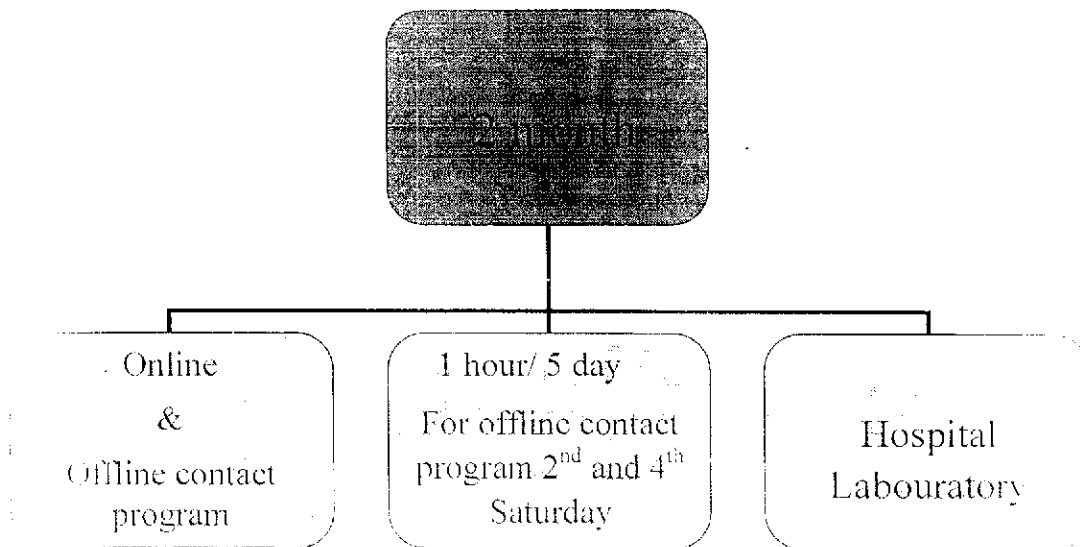 2 month
Online
&
Offline contact
program
1 hour/ 5 day
For offline contact
program 2nd and 4th
Saturday
Hospital
Labouratory